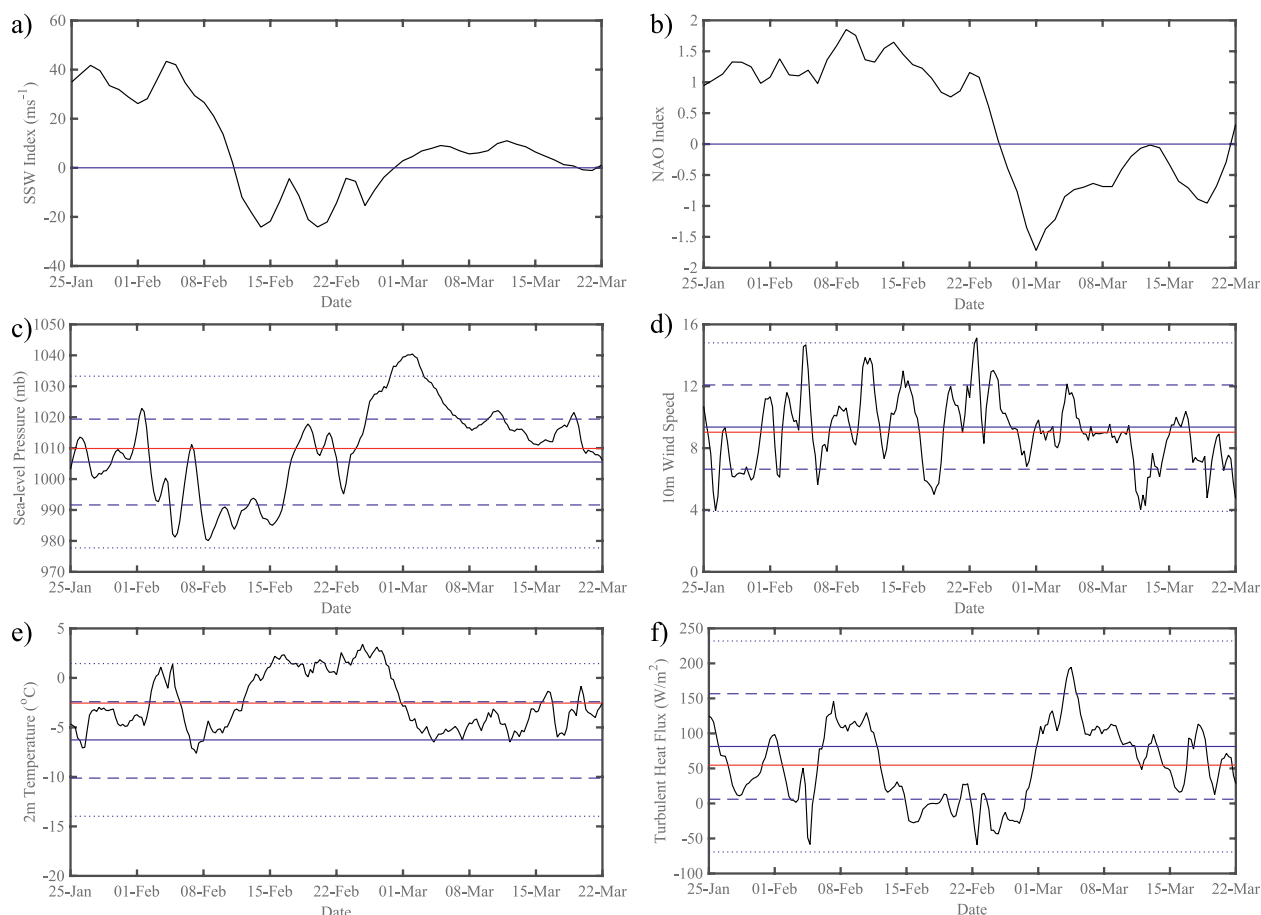 a)
60
40
20
0
-20
-40
SSW Index (ms-1)
25-Jan 01-Feb 08-Feb 15-Feb 22-Feb 01-Mar 08-Mar 15-Mar 22-Mar
Date
b)
2
1.5
1
0.5
0
-0.5
-1
-1.5
-2
NAO Index
25-Jan 01-Feb 08-Feb 15-Feb 22-Feb 01-Mar 08-Mar 15-Mar 22-Mar
Date
c)
1050
1040
1030
1020
1010
1000
990
980
970
Sea-level Pressure (mb)
25-Jan 01-Feb 08-Feb 15-Feb 22-Feb 01-Mar 08-Mar 15-Mar 22-Mar
Date
d)
16
12
8
4
0
10m Wind Speed
25-Jan 01-Feb 08-Feb 15-Feb 22-Feb 01-Mar 08-Mar 15-Mar 22-Mar
Date
e)
5
0
-5
-10
-15
-20
2m Temperature (°C)
25-Jan 01-Feb 08-Feb 15-Feb 22-Feb 01-Mar 08-Mar 15-Mar 22-Mar
Date
f)
250
200
150
100
50
0
-50
-100
Turbulent Heat Flux (W/m2)
25-Jan 01-Feb 08-Feb 15-Feb 22-Feb 01-Mar 08-Mar 15-Mar 22-Mar
Date